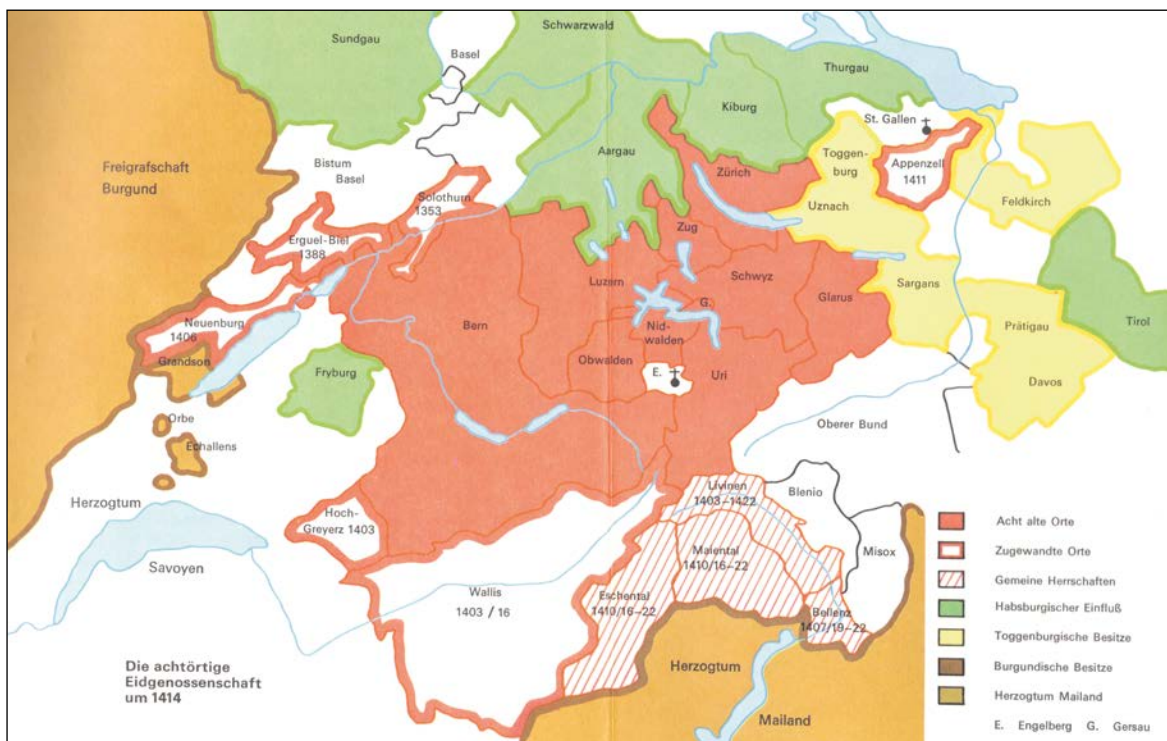 Sundgau
Schwarzwald
Basel
Thurgau
Kiburg
St. Gallen
Aargau
Appenzell
1411
Toggen-
burg
Freigrafschaft
Burgund
Bistum
Basel
Zürich
Feldkirch
Solothurn
1353
Uznach
Zug
Erguel-Biel
1388
Luzern
Schwyz
Sargans
Glarus
G.
Neuenburg
1406
Bern
Nid-
walden
Prätigau
Tirol
Grandson
Obwalden
E.
Uri
Fryburg
Davos
Orbe
Echallens
Oberer Bund
Livinen
1403-1422
Blenio
Herzogtum
Hoch-
Greyerz 1403
Misox
Maiental
1410/16-22
Savoyen
Wallis
1403 / 16
Eschental
1410/16-22
Bellenz
1407/19-22
Herzogtum
Mailand
Die achtörtige
Eidgenossenschaft
um 1414
Acht alte Orte
Zugewandte Orte
Gemeine Herrschaften
Habsburgischer Einfluß
Toggenburgische Besitze
Burgundische Besitze
Herzogtum Mailand
E. Engelberg G. Gersau